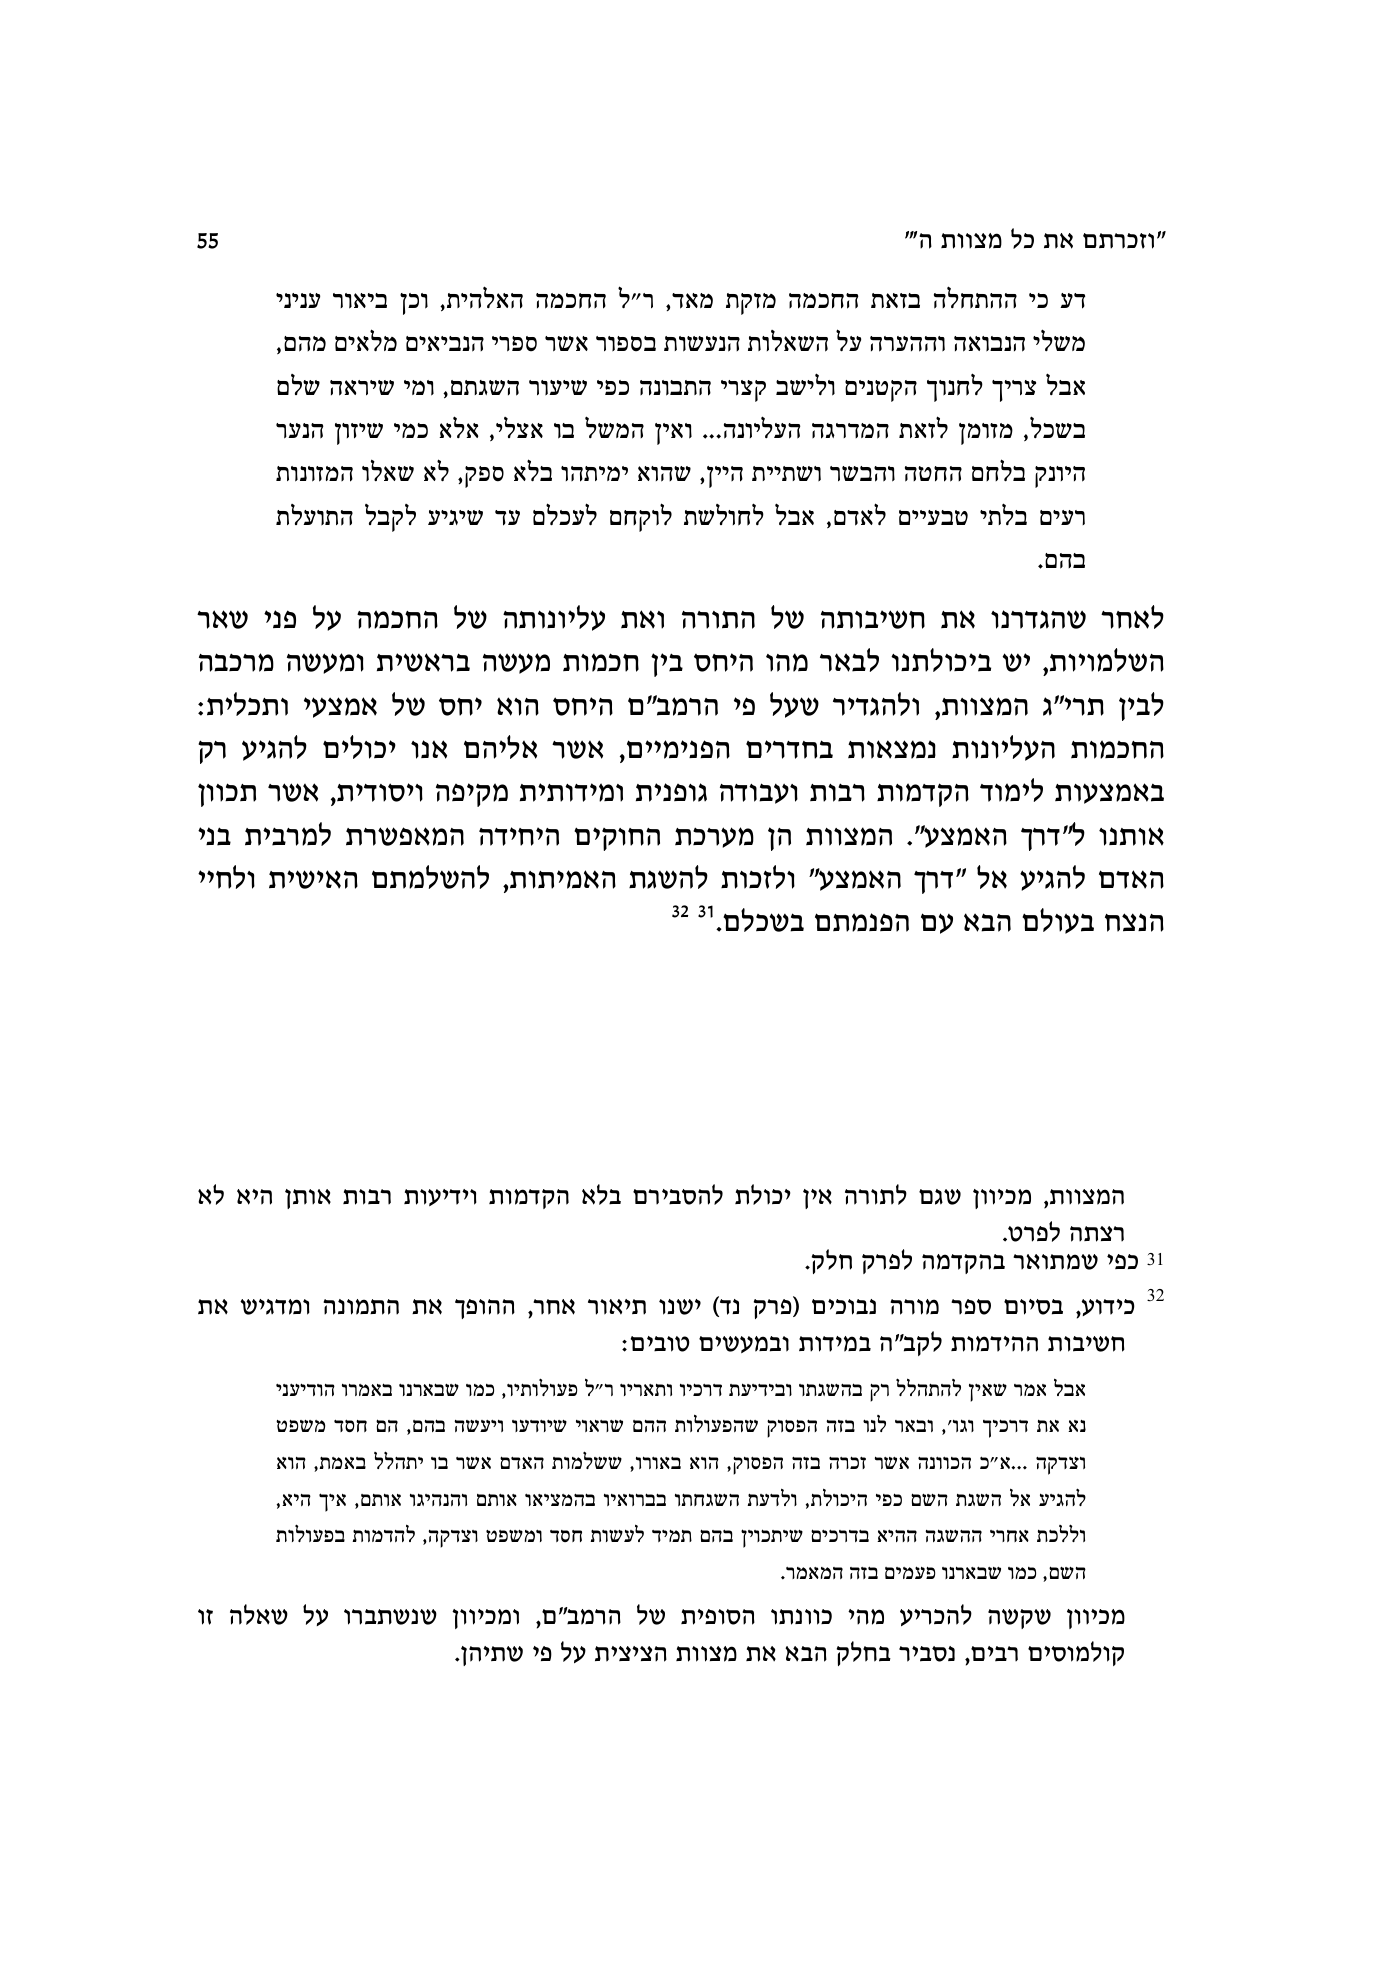 "וזכרתם את כל מצוות ה'" 55
דע כי ההתחלה בזאת החכמה מזקת מאד, ר״ל החכמה האלהית, וכן ביאור עניני
משלי הנבואה וההערה על השאלות הנעשות בספור אשר ספרי הנביאים מלאים מהם,
אבל צריך לחנוך הקטנים ולישב קצרי התבונה כפי שיעור השגתם, ומי שיראה שלם
בשכל, מזומן לזאת המדרגה העליונה... ואין המשל בו אצלי, אלא כמי שיזון הנער
היונק בלחם החטה והבשר ושתיית היין, שהוא ימיתהו בלא ספק, לא שאלו המזונות
רעים בלתי טבעיים לאדם, אבל לחולשת לוקחם לעכלם עד שיגיע לקבל התועלת
בהם.
לאחר שהגדרנו את חשיבותה של התורה ואת עליונותה של החכמה על פני שאר
השלמויות, יש ביכולתנו לבאר מהו היחס בין חכמות מעשה בראשית ומעשה מרכבה
לבין תרי"ג המצוות, ולהגדיר שעל פי הרמב"ם היחס הוא יחס של אמצעי ותכלית:
החכמות העליונות נמצאות בחדרים הפנימיים, אשר אליהם אנו יכולים להגיע רק
באמצעות לימוד הקדמות רבות ועבודה גופנית ומידותית מקיפה ויסודית, אשר תכוון
אותנו ל"דרך האמצע". המצוות הן מערכת החוקים היחידה המאפשרת למרבית בני
האדם להגיע אל "דרך האמצע" ולזכות להשגת האמיתות, להשלמתם האישית ולחיי
הנצח בעולם הבא עם הפנמתם בשכלם.31 32
המצוות, מכיוון שגם לתורה אין יכולת להסבירם בלא הקדמות וידיעות רבות אותן היא לא
רצתה לפרט.
31 כפי שמתואר בהקדמה לפרק חלק.
32 כידוע, בסיום ספר מורה נבוכים (פרק נד) ישנו תיאור אחר, ההופך את התמונה ומדגיש את
חשיבות ההידמות לקב"ה במידות ובמעשים טובים:
אבל אמר שאין להתהלל רק בהשגתו ובידיעת דרכיו ותאריו ר״ל פעולותיו, כמו שבארנו באמרו הודיעני
נא את דרכיך וגו׳, ובאר לנו בזה הפסוק שהפעולות ההם שראוי שיודעו ויעשה בהם, הם חסד משפט
וצדקה ...א״כ הכוונה אשר זכרה בזה הפסוק, הוא באורו, ששלמות האדם אשר בו יתהלל באמת, הוא
להגיע אל השגת השם כפי היכולת, ולדעת השגחתו בברואיו בהמציאו אותם והנהיגו אותם, איך היא,
וללכת אחרי ההשגה ההיא בדרכים שיתכוין בהם תמיד לעשות חסד ומשפט וצדקה, להדמות בפעולות
השם, כמו שבארנו פעמים בזה המאמר.
מכיוון שקשה להכריע מהי כוונתו הסופית של הרמב"ם, ומכיוון שנשתברו על שאלה זו
קולמוסים רבים, נסביר בחלק הבא את מצוות הציצית על פי שתיהן.